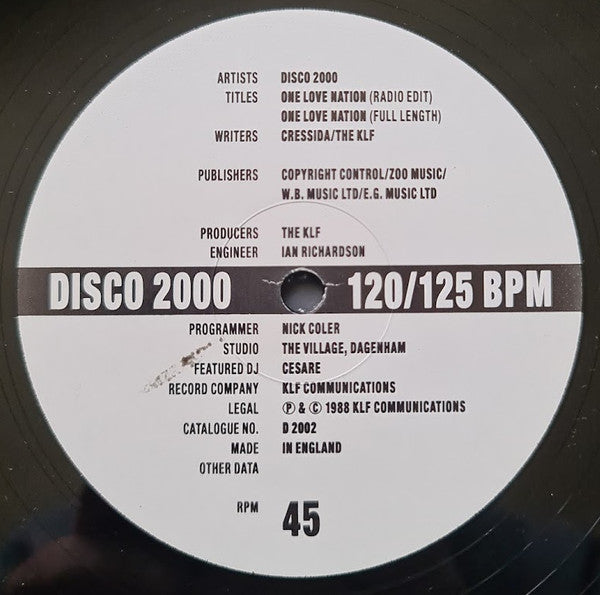 ARTISTS DISCO 2000
TITLES ONE LOVE NATION (RADIO EDIT)
ONE LOVE NATION (FULL LENGTH)
WRITERS CRESSIDA/THE KLF
PUBLISHERS COPYRIGHT CONTROL/ZOO MUSIC/
W.B. MUSIC LTD/E.G. MUSIC LTD
PRODUCERS THE KLF
ENGINEER IAN RICHARDSON
DISCO 2000 120/125 BPM
PROGRAMMER NICK COLER
STUDIO THE VILLAGE, DAGENHAM
FEATURED DJ CESARE
RECORD COMPANY KLF COMMUNICATIONS
LEGAL ℗ & © 1988 KLF COMMUNICATIONS
CATALOGUE NO. D 2002
MADE IN ENGLAND
OTHER DATA
RPM 45